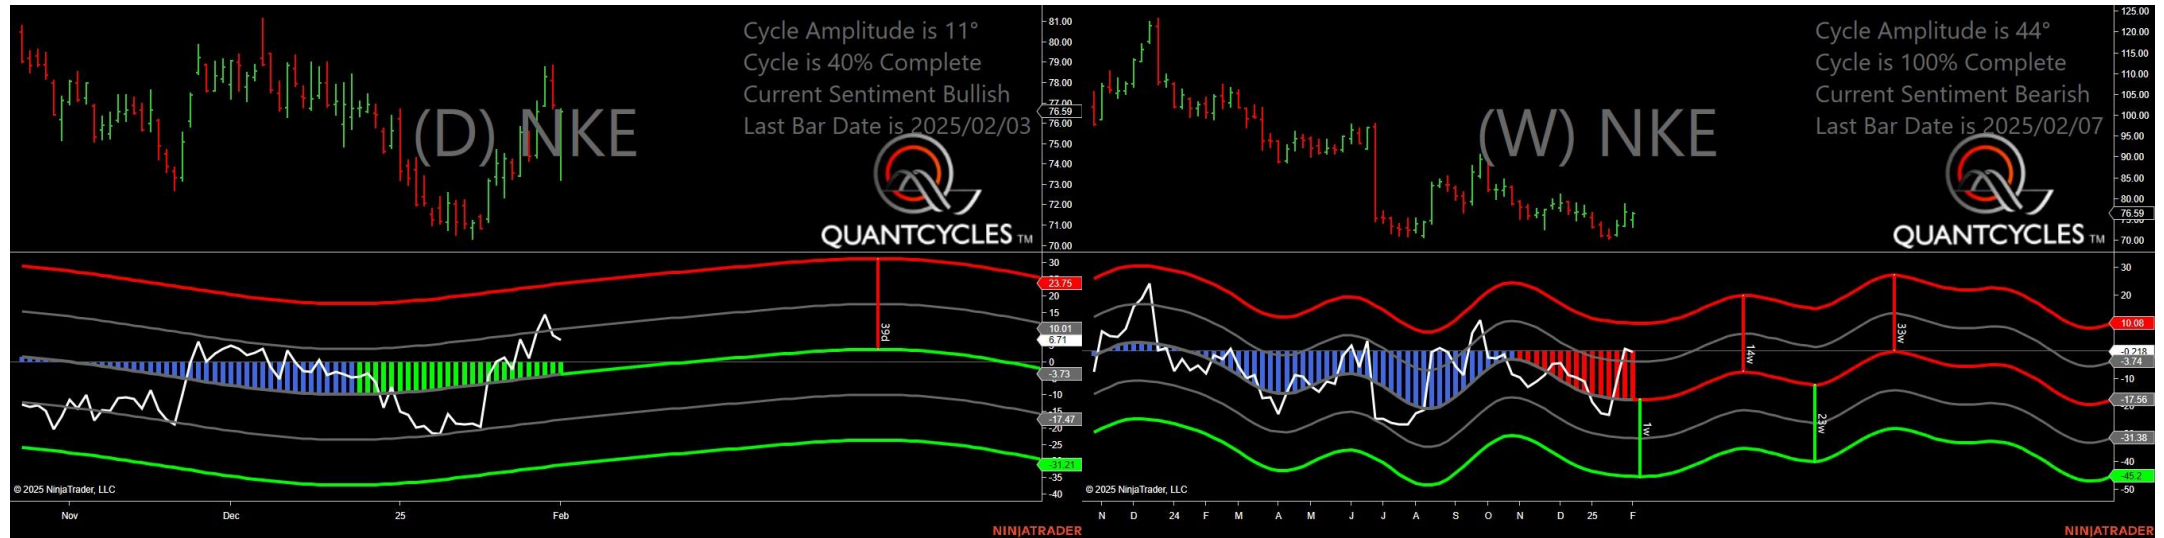 Cycle Amplitude is 11°
Cycle is 40% Complete
Current Sentiment Bullish
Last Bar Date is 2025/02/03
(D) NKE
QUANTCYCLES TM
81.00
80.00
79.00
78.00
77.00
76.59
76.00
75.00
74.00
73.00
72.00
71.00
70.00
30
23.75
20
15
10.01
6.71
0
-3.73
-10
-15
-17.47
-20
-25
-31.21
-35
-40
39d
© 2025 NinjaTrader, LLC
Nov
Dec
25
Feb
NINJATRADER
Cycle Amplitude is 44°
Cycle is 100% Complete
Current Sentiment Bearish
Last Bar Date is 2025/02/07
(W) NKE
QUANTCYCLES TM
125.00
120.00
115.00
110.00
105.00
100.00
95.00
90.00
85.00
80.00
76.59
70.00
30
20
10.08
-0.218
-3.74
-10
-17.56
-31.38
-40
-45.2
-50
1w
14w
23w
33w
© 2025 NinjaTrader, LLC
N D 24 F M A M J J A S O N D 25 F
NINJATRADER